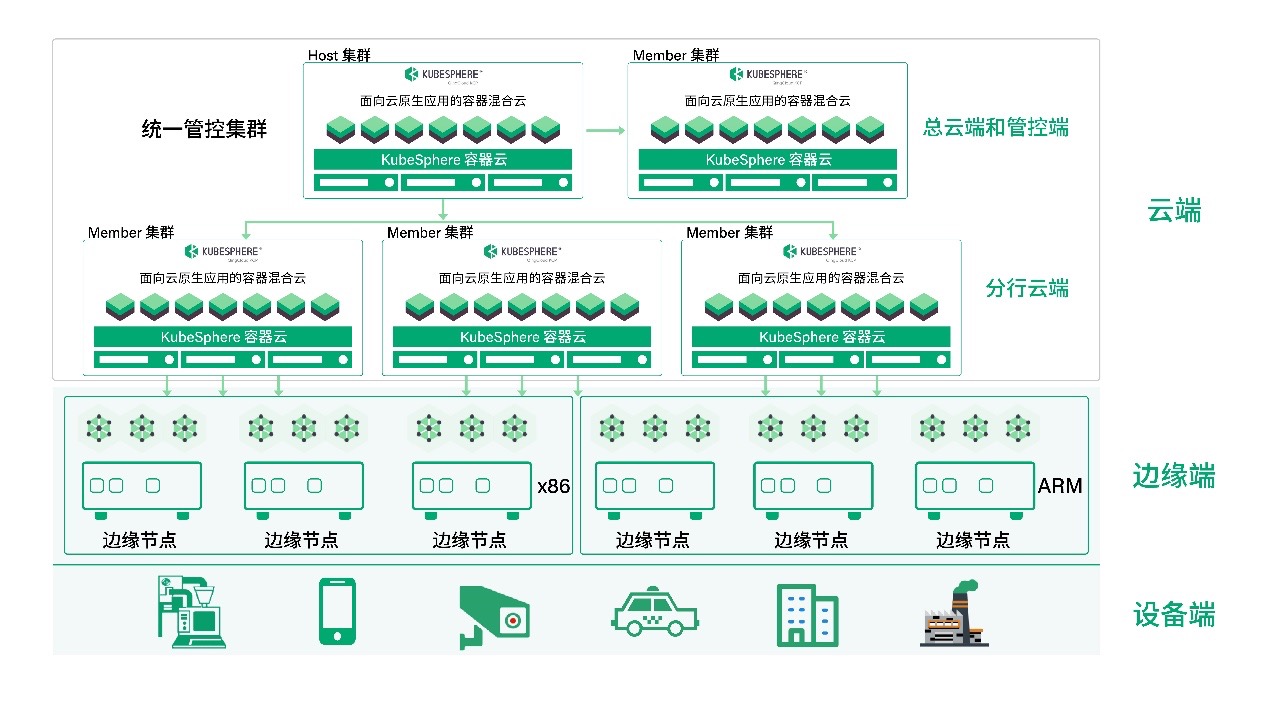 Host 集群
Member 集群
KUBESPHERE
KUBESPHERE
面向云原生应用的容器混合云
面向云原生应用的容器混合云
统一管控集群
总云端和管控端
KubeSphere 容器云
KubeSphere 容器云
云端
Member 集群
Member 集群
Member 集群
KUBESPHERE
KUBESPHERE
KUBESPHERE
面向云原生应用的容器混合云
面向云原生应用的容器混合云
面向云原生应用的容器混合云
分行云端
KubeSphere 容器云
KubeSphere 容器云
KubeSphere 容器云
边缘端
x86
ARM
边缘节点
边缘节点
边缘节点
边缘节点
边缘节点
边缘节点
设备端